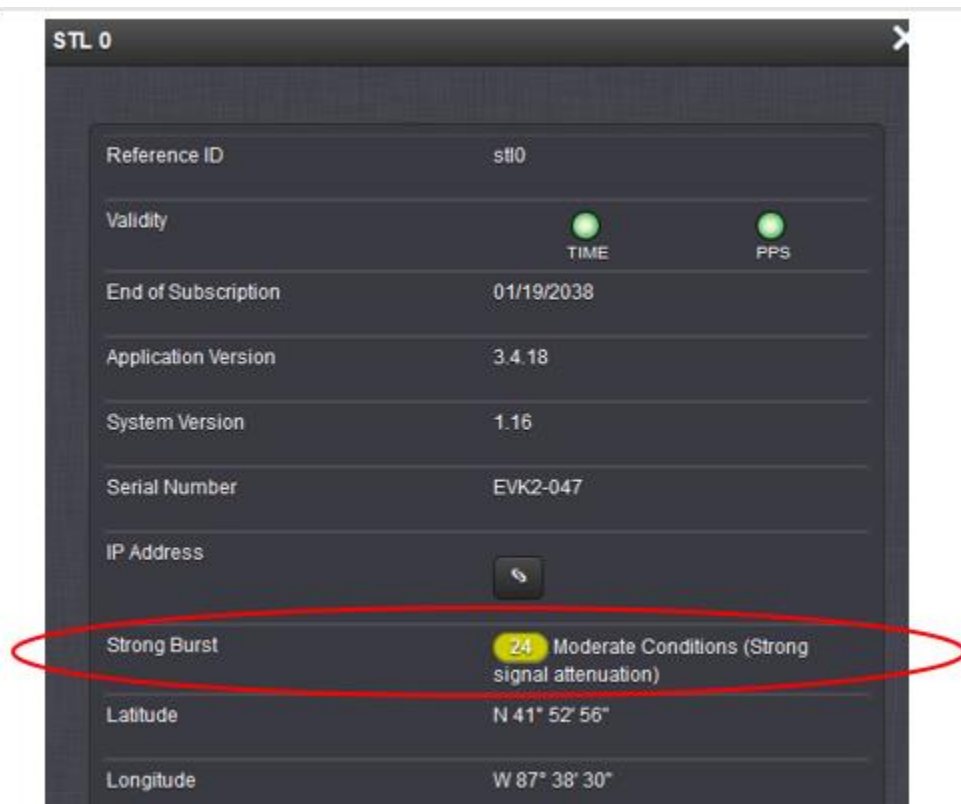 STL 0
Reference ID stl0
Validity
TIME PPS
End of Subscription 01/19/2038
Application Version 3.4.18
System Version 1.16
Serial Number EVK2-047
IP Address
Strong Burst 24 Moderate Conditions (Strong
signal attenuation)
Latitude N 41° 52' 56"
Longitude W 87° 38' 30"